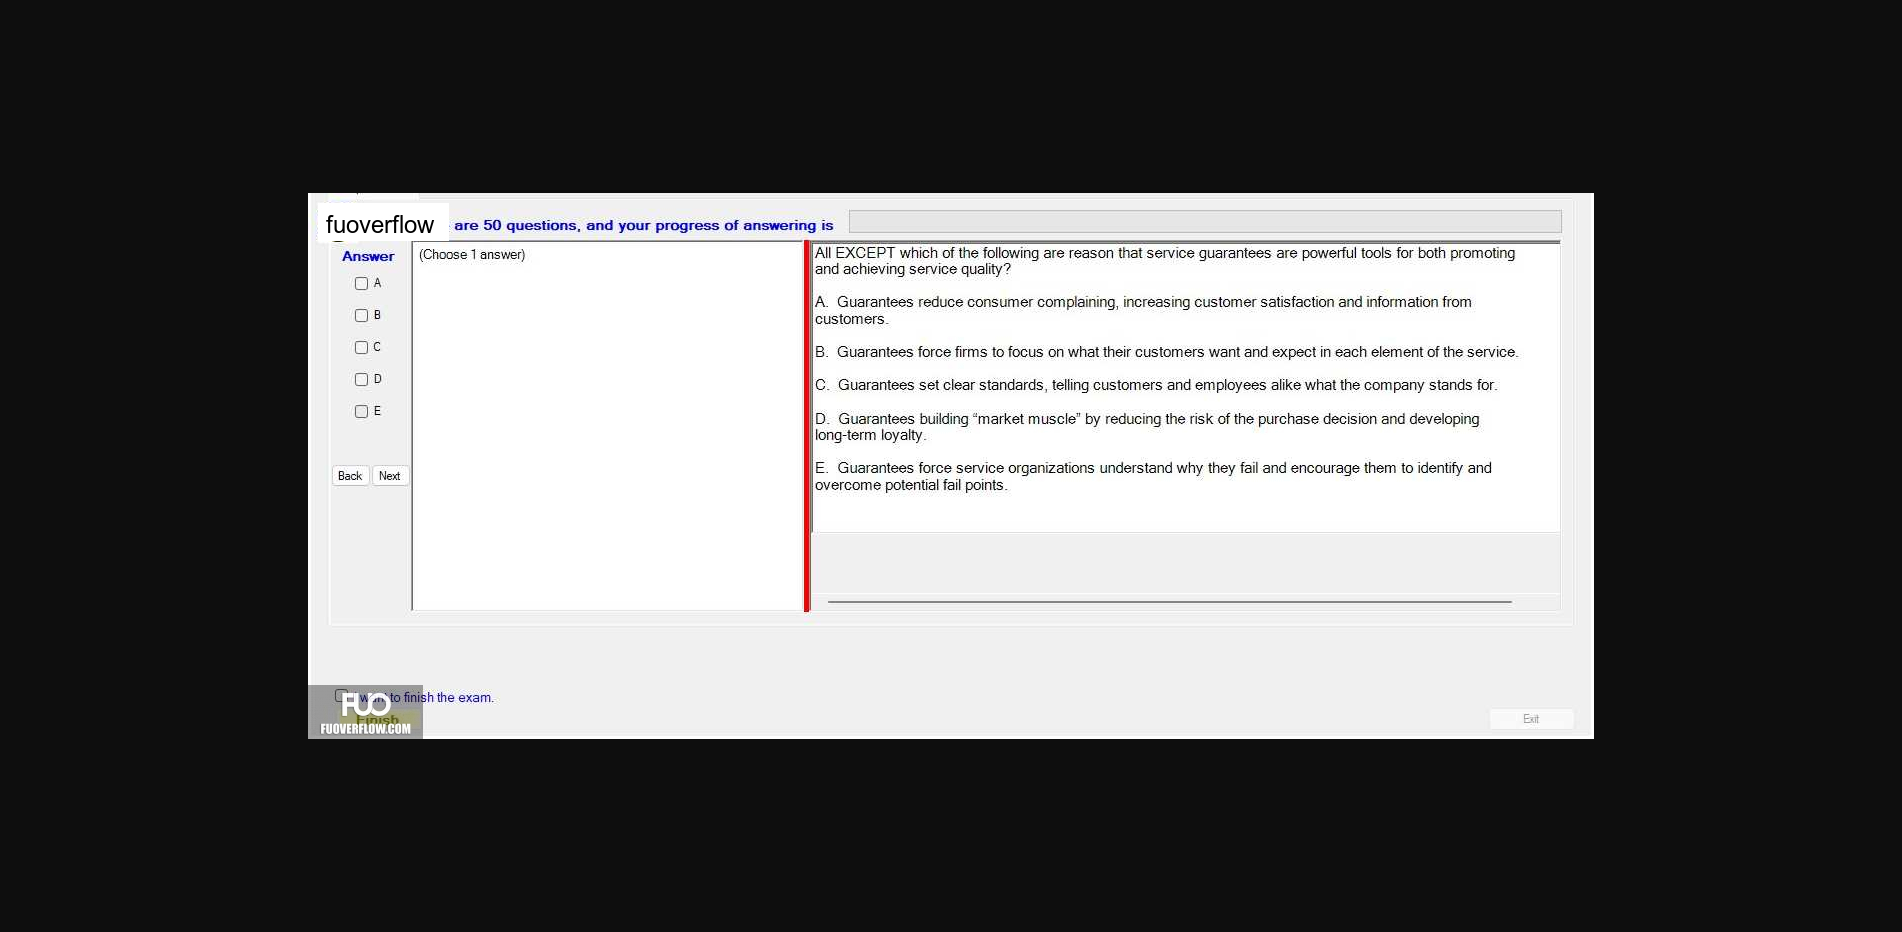 fuoverflow
are 50 questions, and your progress of answering is
Answer
(Choose 1 answer)
A
B
C
D
E
Back Next
All EXCEPT which of the following are reason that service guarantees are powerful tools for both promoting
and achieving service quality?
A. Guarantees reduce consumer complaining, increasing customer satisfaction and information from
customers.
B. Guarantees force firms to focus on what their customers want and expect in each element of the service.
C. Guarantees set clear standards, telling customers and employees alike what the company stands for.
D. Guarantees building “market muscle” by reducing the risk of the purchase decision and developing
long-term loyalty.
E. Guarantees force service organizations understand why they fail and encourage them to identify and
overcome potential fail points.
want to finish the exam.
FUO
Finish
FUOVERFLOW.COM
Exit